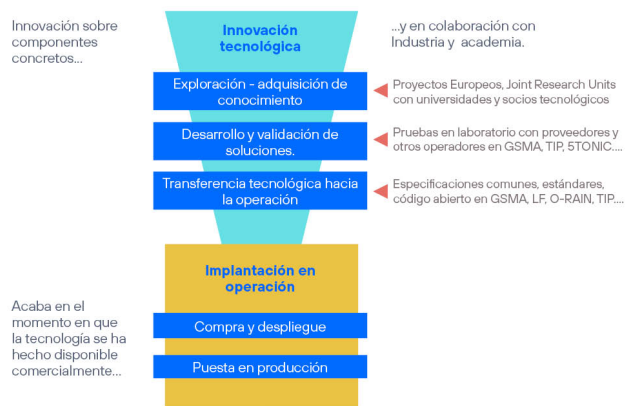 Innovación sobre
componentes
concretos...
Innovación
tecnológica
...y en colaboración con
Industria y academia.
Exploración - adquisición de
conocimiento
Proyectos Europeos, Joint Research Units
con universidades y socios tecnológicos
Desarrollo y validación de
soluciones.
Pruebas en laboratorio con proveedores y
otros operadores en GSMA, TIP, 5TONIC....
Transferencia tecnológica hacia
la operación
Especificaciones comunes, estándares,
código abierto en GSMA, LF, O-RAIN, TIP....
Implantación en
operación
Acaba en el
momento en que
la tecnología se ha
hecho disponible
comercialmente...
Compra y despliegue
Puesta en producción